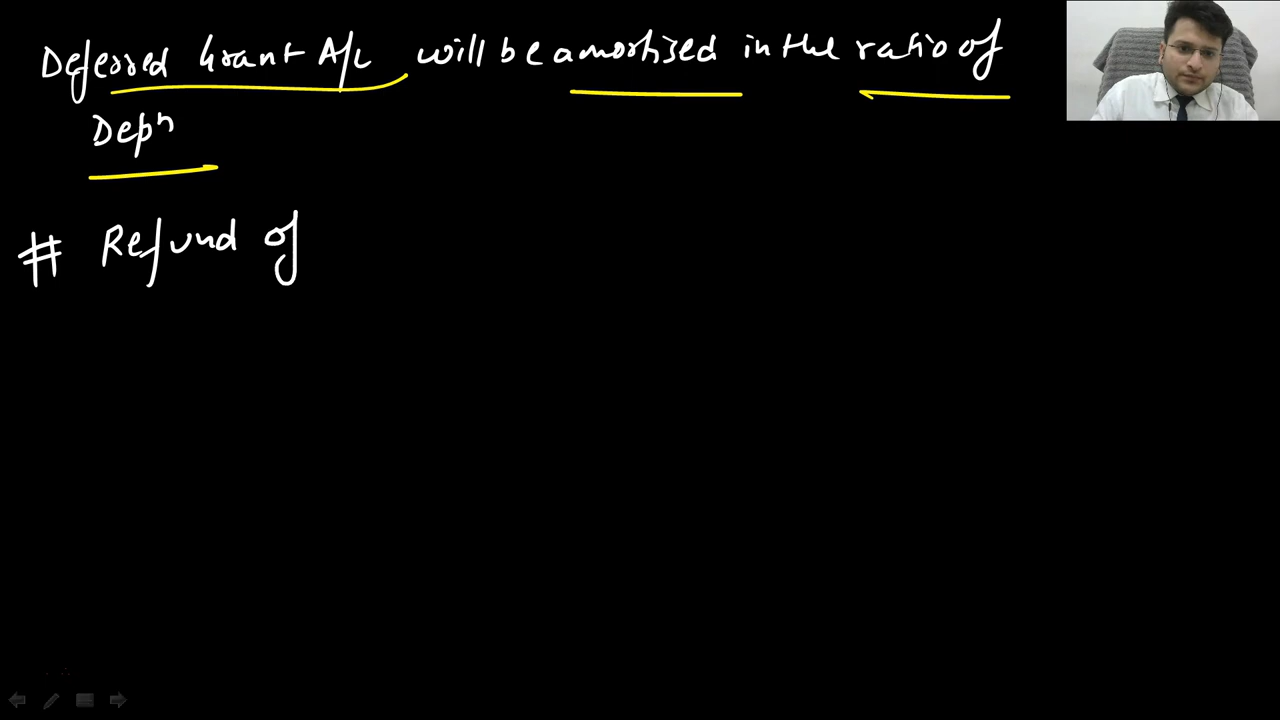 Deferred Grant A/c will be amortised in the ratio of
Depn
# Refund of